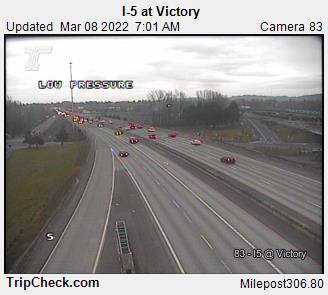 I-5 at Victory
Updated Mar 08 2022 7:01 AM
Camera 83
LOW PRESSURE
S
83 - I5 @ Victory
TripCheck.com
Milepost306.80